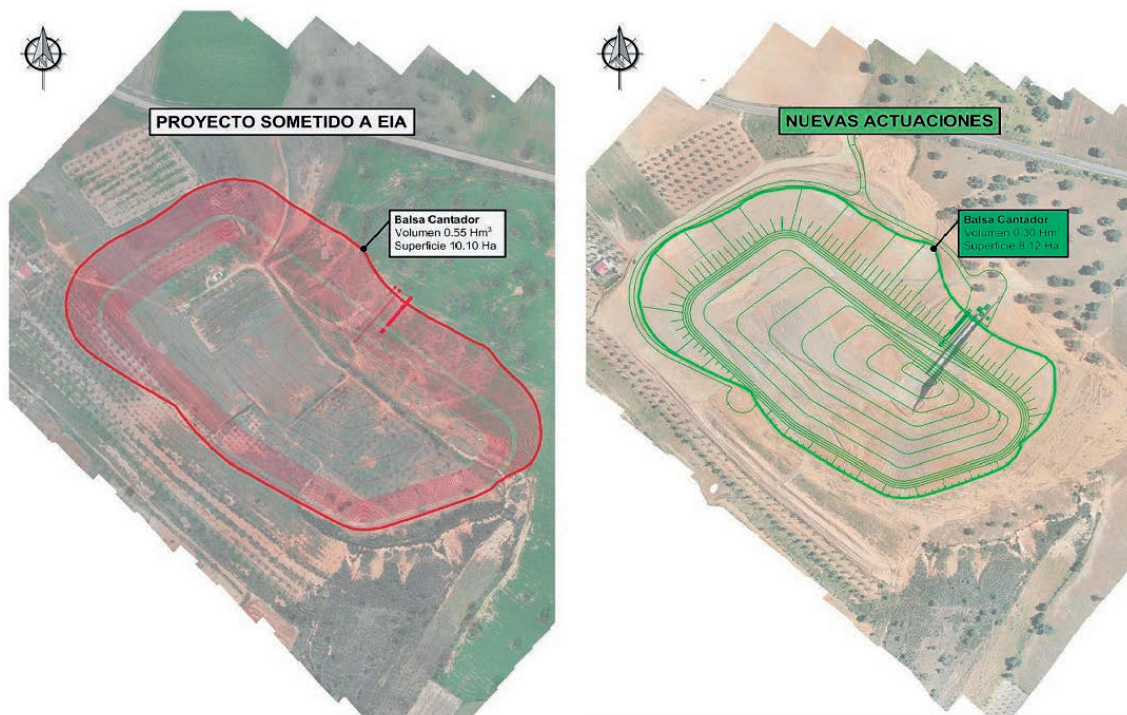 PROYECTO SOMETIDO A EIA
Balsa Cantador
Volumen 0.55 Hm³
Superficie 10.10 Ha
NUEVAS ACTUACIONES
Balsa Cantador
Volumen 0.30 Hm³
Superficie 8.12 Ha